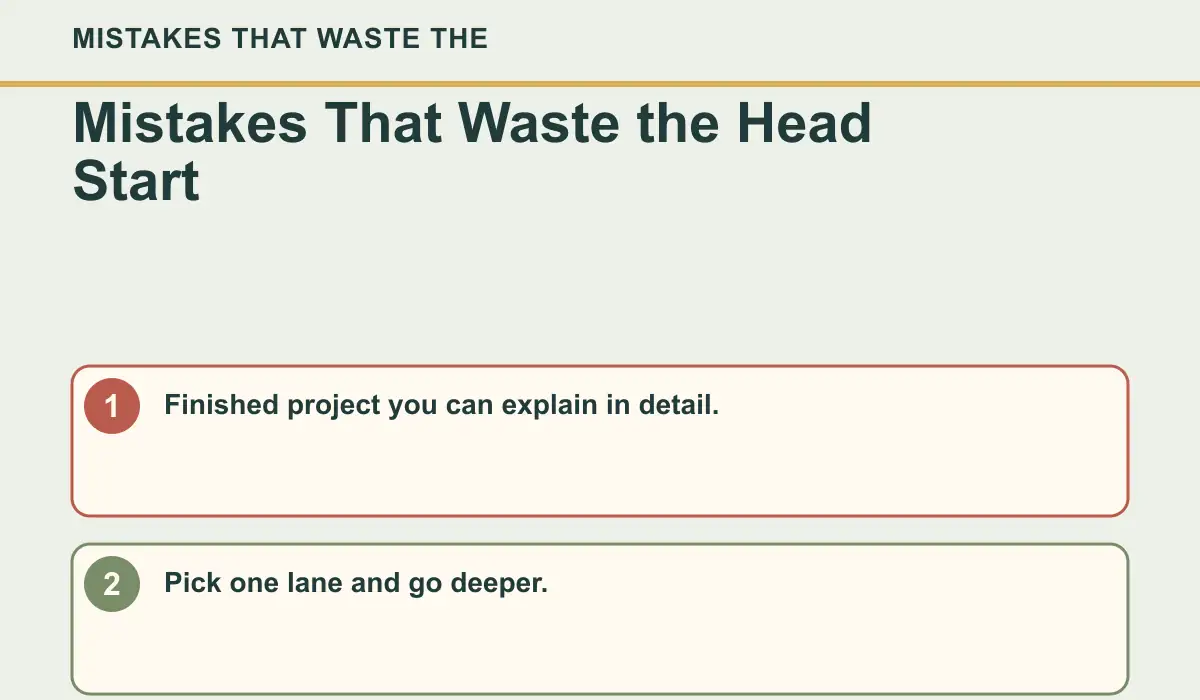 MISTAKES THAT WASTE THE
Mistakes That Waste the Head
Start
1
Finished project you can explain in detail.
2
Pick one lane and go deeper.